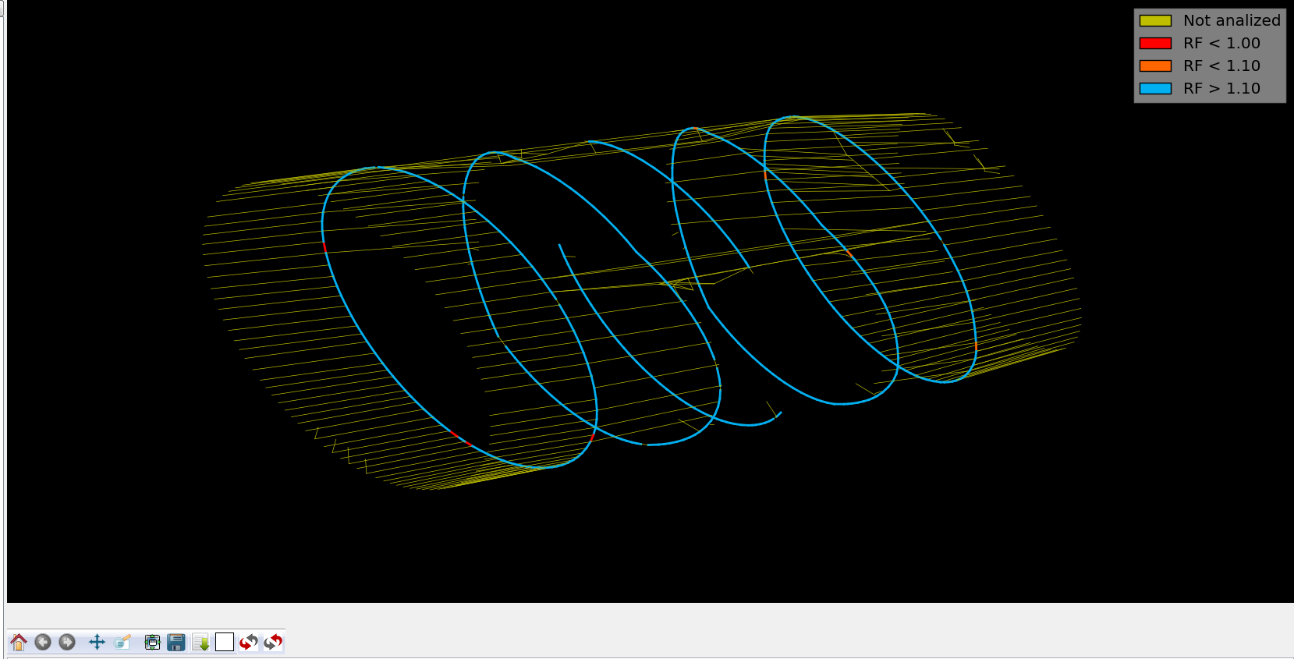 Not analized
RF < 1.00
RF < 1.10
RF > 1.10